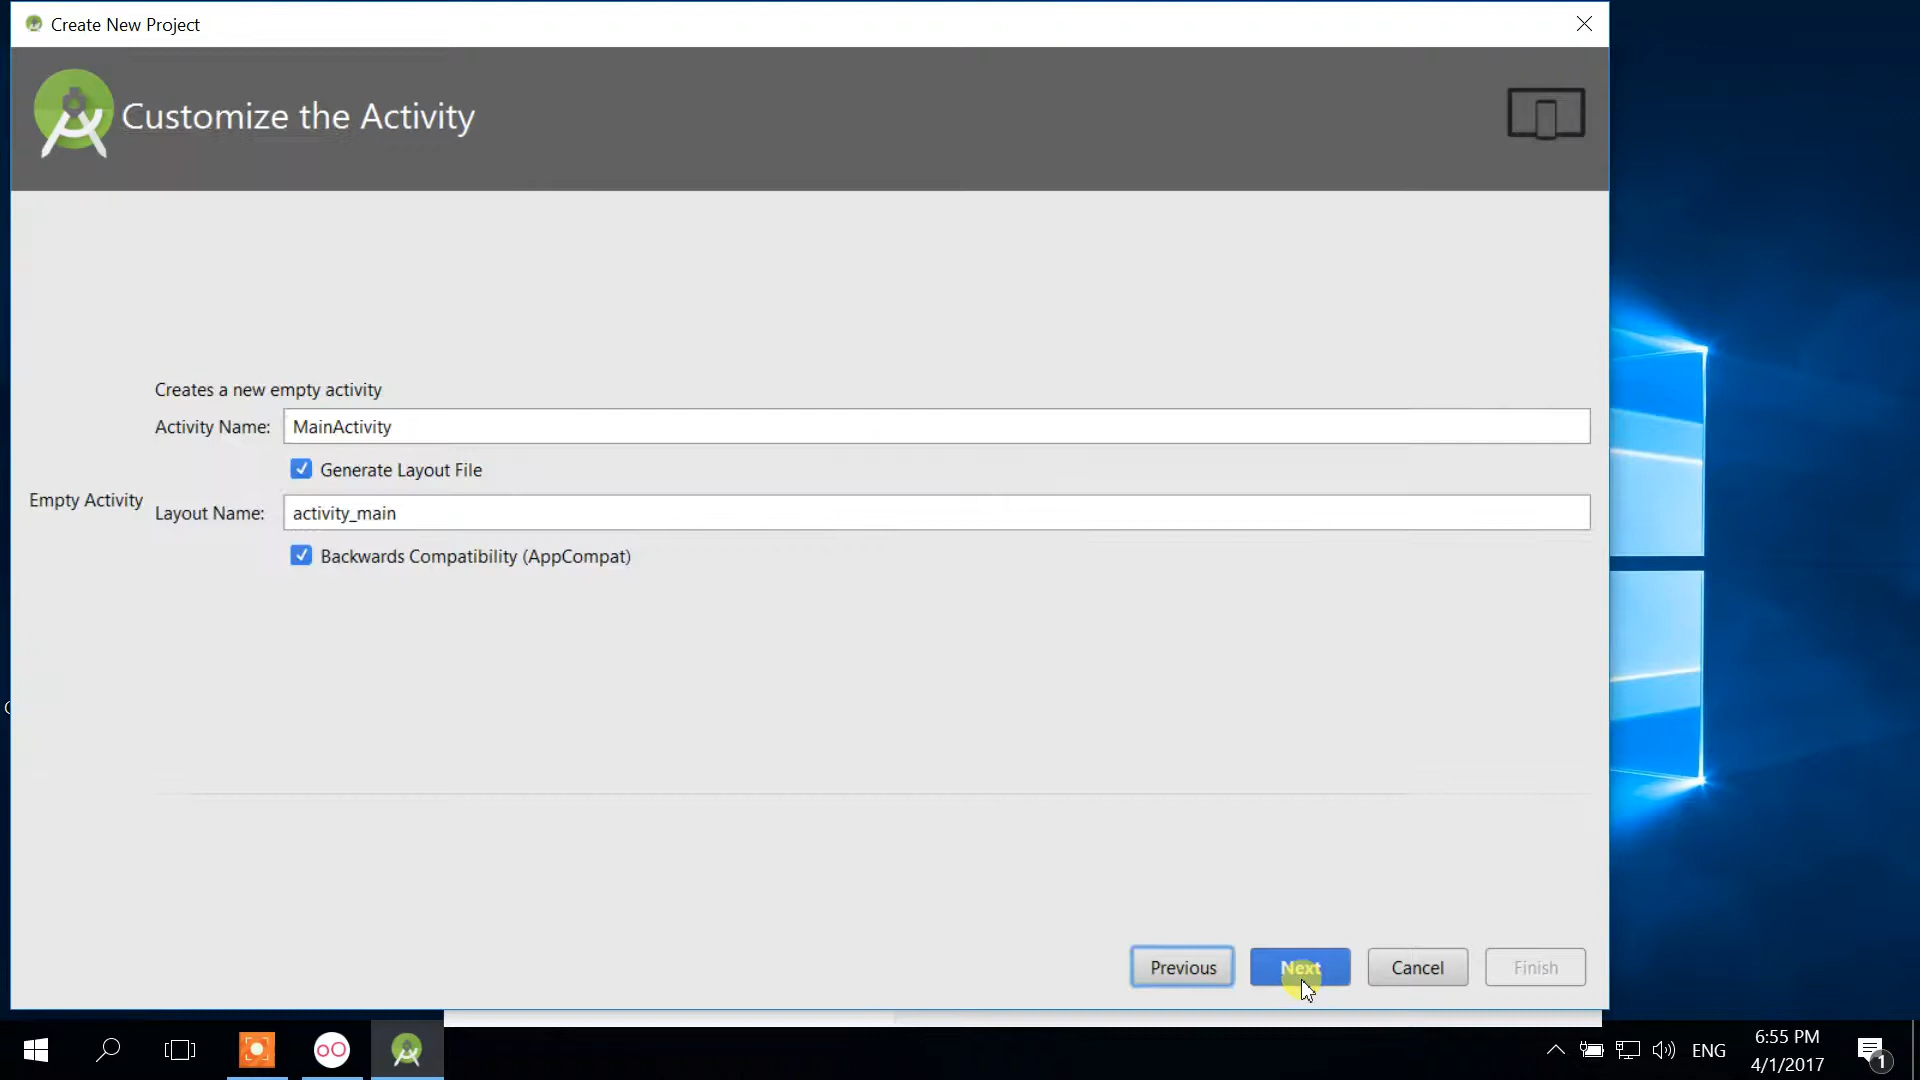 Create New Project
Customize the Activity
Creates a new empty activity
Activity Name: MainActivity
Generate Layout File
Empty Activity
Layout Name: activity_main
Backwards Compatibility (AppCompat)
Previous Next Cancel Finish
ENG
6:55 PM
4/1/2017
1